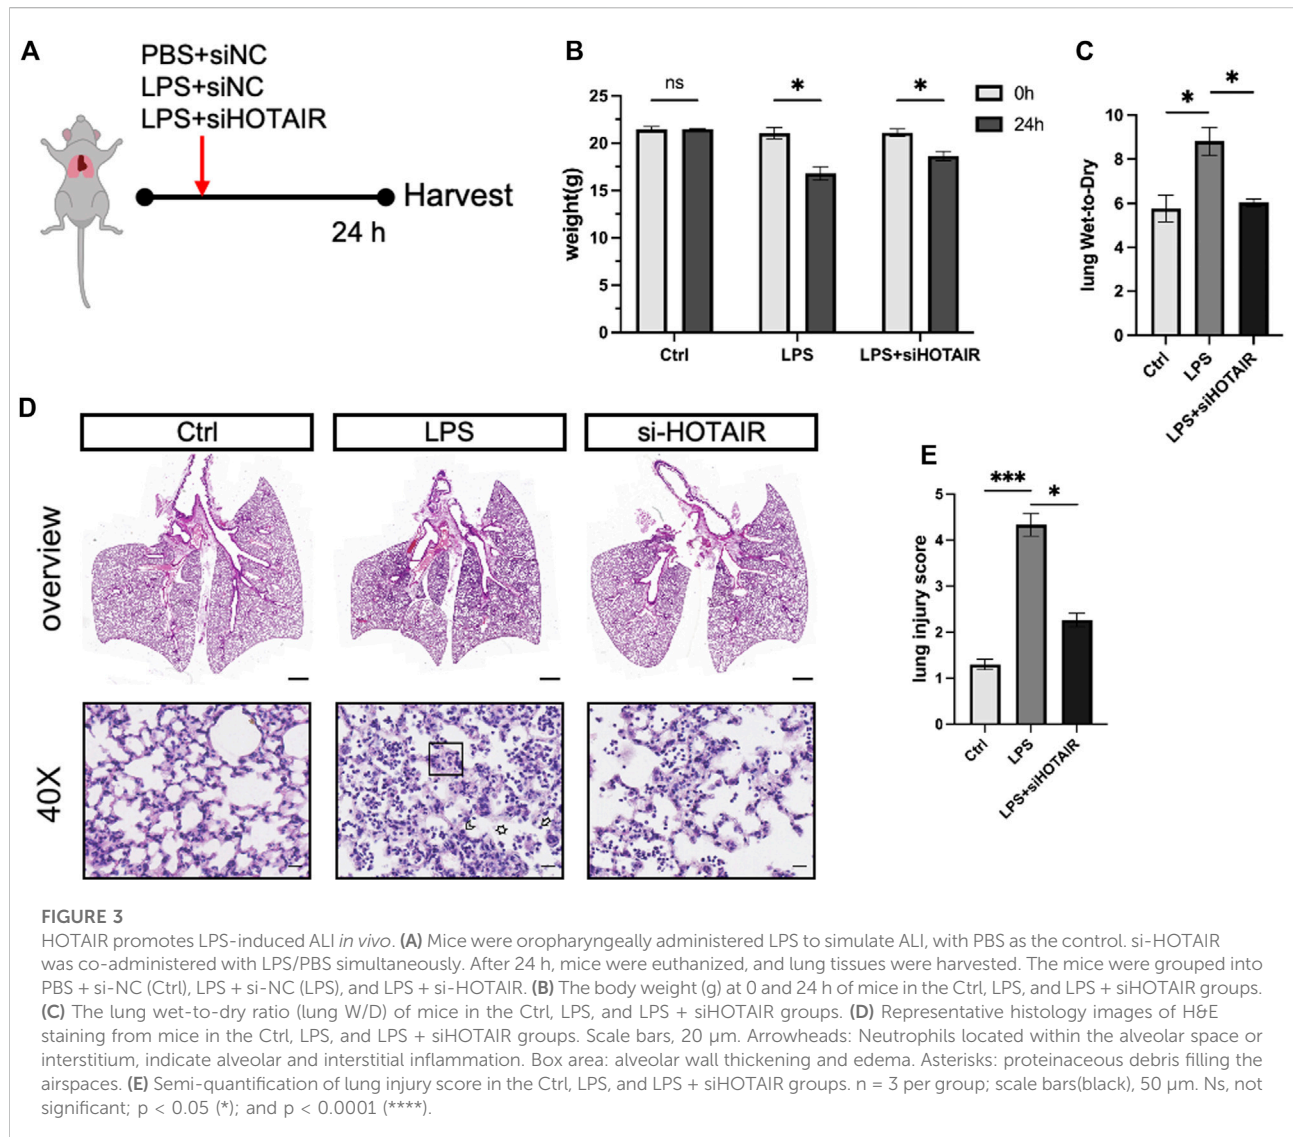 A
PBS+siNC
LPS+siNC
LPS+siHOTAIR
24 h
Harvest
B
ns
*
*
0h
24h
weight(g)
25
20
15
10
5
0
Ctrl
LPS
LPS+siHOTAIR
C
*
*
lung Wet-to-Dry
10
8
6
4
2
0
Ctrl
LPS
LPS+siHOTAIR
D
Ctrl
LPS
si-HOTAIR
overview
40X
E
***
*
lung injury score
5
4
3
2
1
0
Ctrl
LPS
LPS+siHOTAIR
FIGURE 3
HOTAIR promotes LPS-induced ALI in vivo. (A) Mice were oropharyngeally administered LPS to simulate ALI, with PBS as the control. si-HOTAIR
was co-administered with LPS/PBS simultaneously. After 24 h, mice were euthanized, and lung tissues were harvested. The mice were grouped into
PBS + si-NC (Ctrl), LPS + si-NC (LPS), and LPS + si-HOTAIR. (B) The body weight (g) at 0 and 24 h of mice in the Ctrl, LPS, and LPS + siHOTAIR groups.
(C) The lung wet-to-dry ratio (lung W/D) of mice in the Ctrl, LPS, and LPS + siHOTAIR groups. (D) Representative histology images of H&E
staining from mice in the Ctrl, LPS, and LPS + siHOTAIR groups. Scale bars, 20 μm. Arrowheads: Neutrophils located within the alveolar space or
interstitium, indicate alveolar and interstitial inflammation. Box area: alveolar wall thickening and edema. Asterisks: proteinaceous debris filling the
airspaces. (E) Semi-quantification of lung injury score in the Ctrl, LPS, and LPS + siHOTAIR groups. n = 3 per group; scale bars(black), 50 μm. Ns, not
significant; p < 0.05 (*); and p < 0.0001 (****).